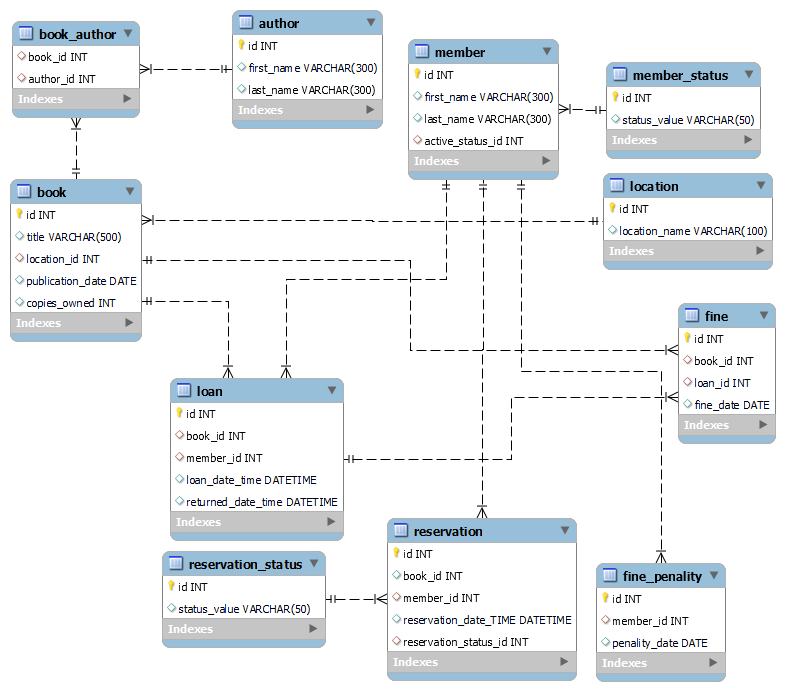 book_author
book_id INT
author_id INT
Indexes
author
id INT
first_name VARCHAR(300)
last_name VARCHAR(300)
Indexes
member
id INT
first_name VARCHAR(300)
last_name VARCHAR(300)
active_status_id INT
Indexes
member_status
id INT
status_value VARCHAR(50)
Indexes
book
id INT
title VARCHAR(500)
location_id INT
publication_date DATE
copies_owned INT
Indexes
location
id INT
location_name VARCHAR(100)
Indexes
fine
id INT
book_id INT
loan_id INT
fine_date DATE
Indexes
loan
id INT
book_id INT
member_id INT
loan_date_time DATETIME
returned_date_time DATETIME
Indexes
reservation_status
id INT
status_value VARCHAR(50)
Indexes
reservation
id INT
book_id INT
member_id INT
reservation_date_TIME DATETIME
reservation_status_id INT
Indexes
fine_penality
id INT
member_id INT
penality_date DATE
Indexes